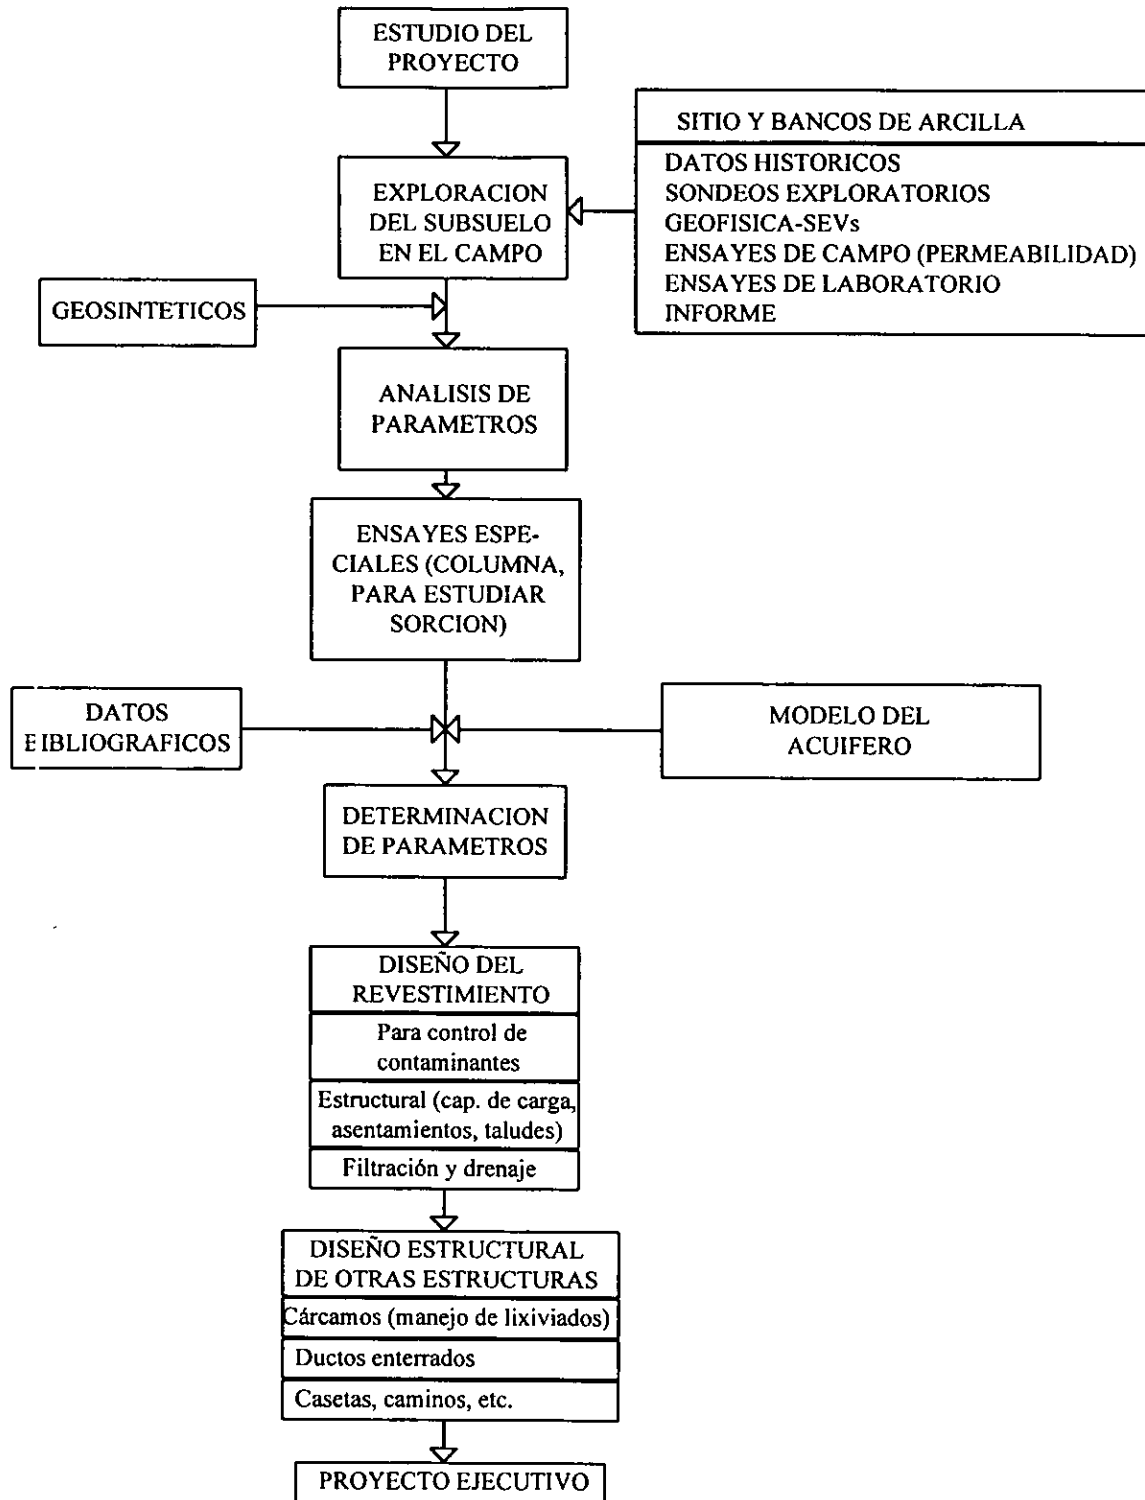 ESTUDIO DEL
PROYECTO
SITIO Y BANCOS DE ARCILLA
DATOS HISTORICOS
SONDEOS EXPLORATORIOS
GEOFISICA-SEVs
ENSAYES DE CAMPO (PERMEABILIDAD)
ENSAYES DE LABORATORIO
INFORME
EXPLORACION
DEL SUBSUELO
EN EL CAMPO
GEOSINTETICOS
ANALISIS DE
PARAMETROS
ENSAYES ESPE-
CIALES (COLUMNA,
PARA ESTUDIAR
SORCION)
DATOS
BIBLIOGRAFICOS
MODELO DEL
ACUIFERO
DETERMINACION
DE PARAMETROS
DISEÑO DEL
REVESTIMIENTO
Para control de
contaminantes
Estructural (cap. de carga,
asentamientos, taludes)
Filtración y drenaje
DISEÑO ESTRUCTURAL
DE OTRAS ESTRUCTURAS
Cárcamos (manejo de lixiviados)
Ductos enterrados
Casetas, caminos, etc.
PROYECTO EJECUTIVO